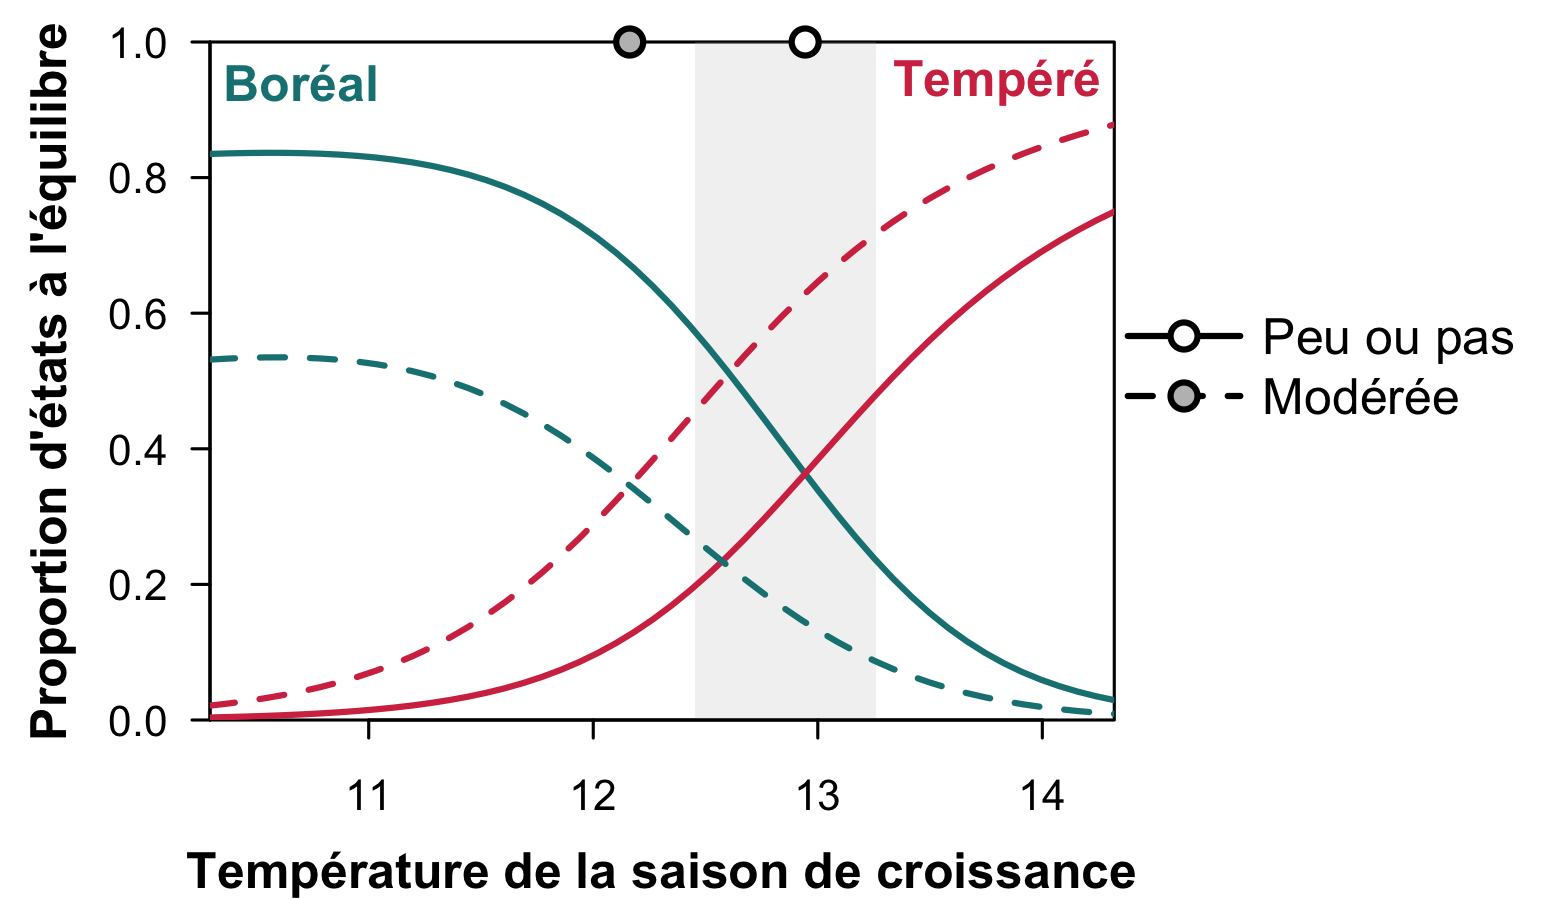 Proportion d'états à l'équilibre
1.0
0.8
0.6
0.4
0.2
0.0
Boréal
Tempéré
Peu ou pas
Modérée
11 12 13 14
Température de la saison de croissance